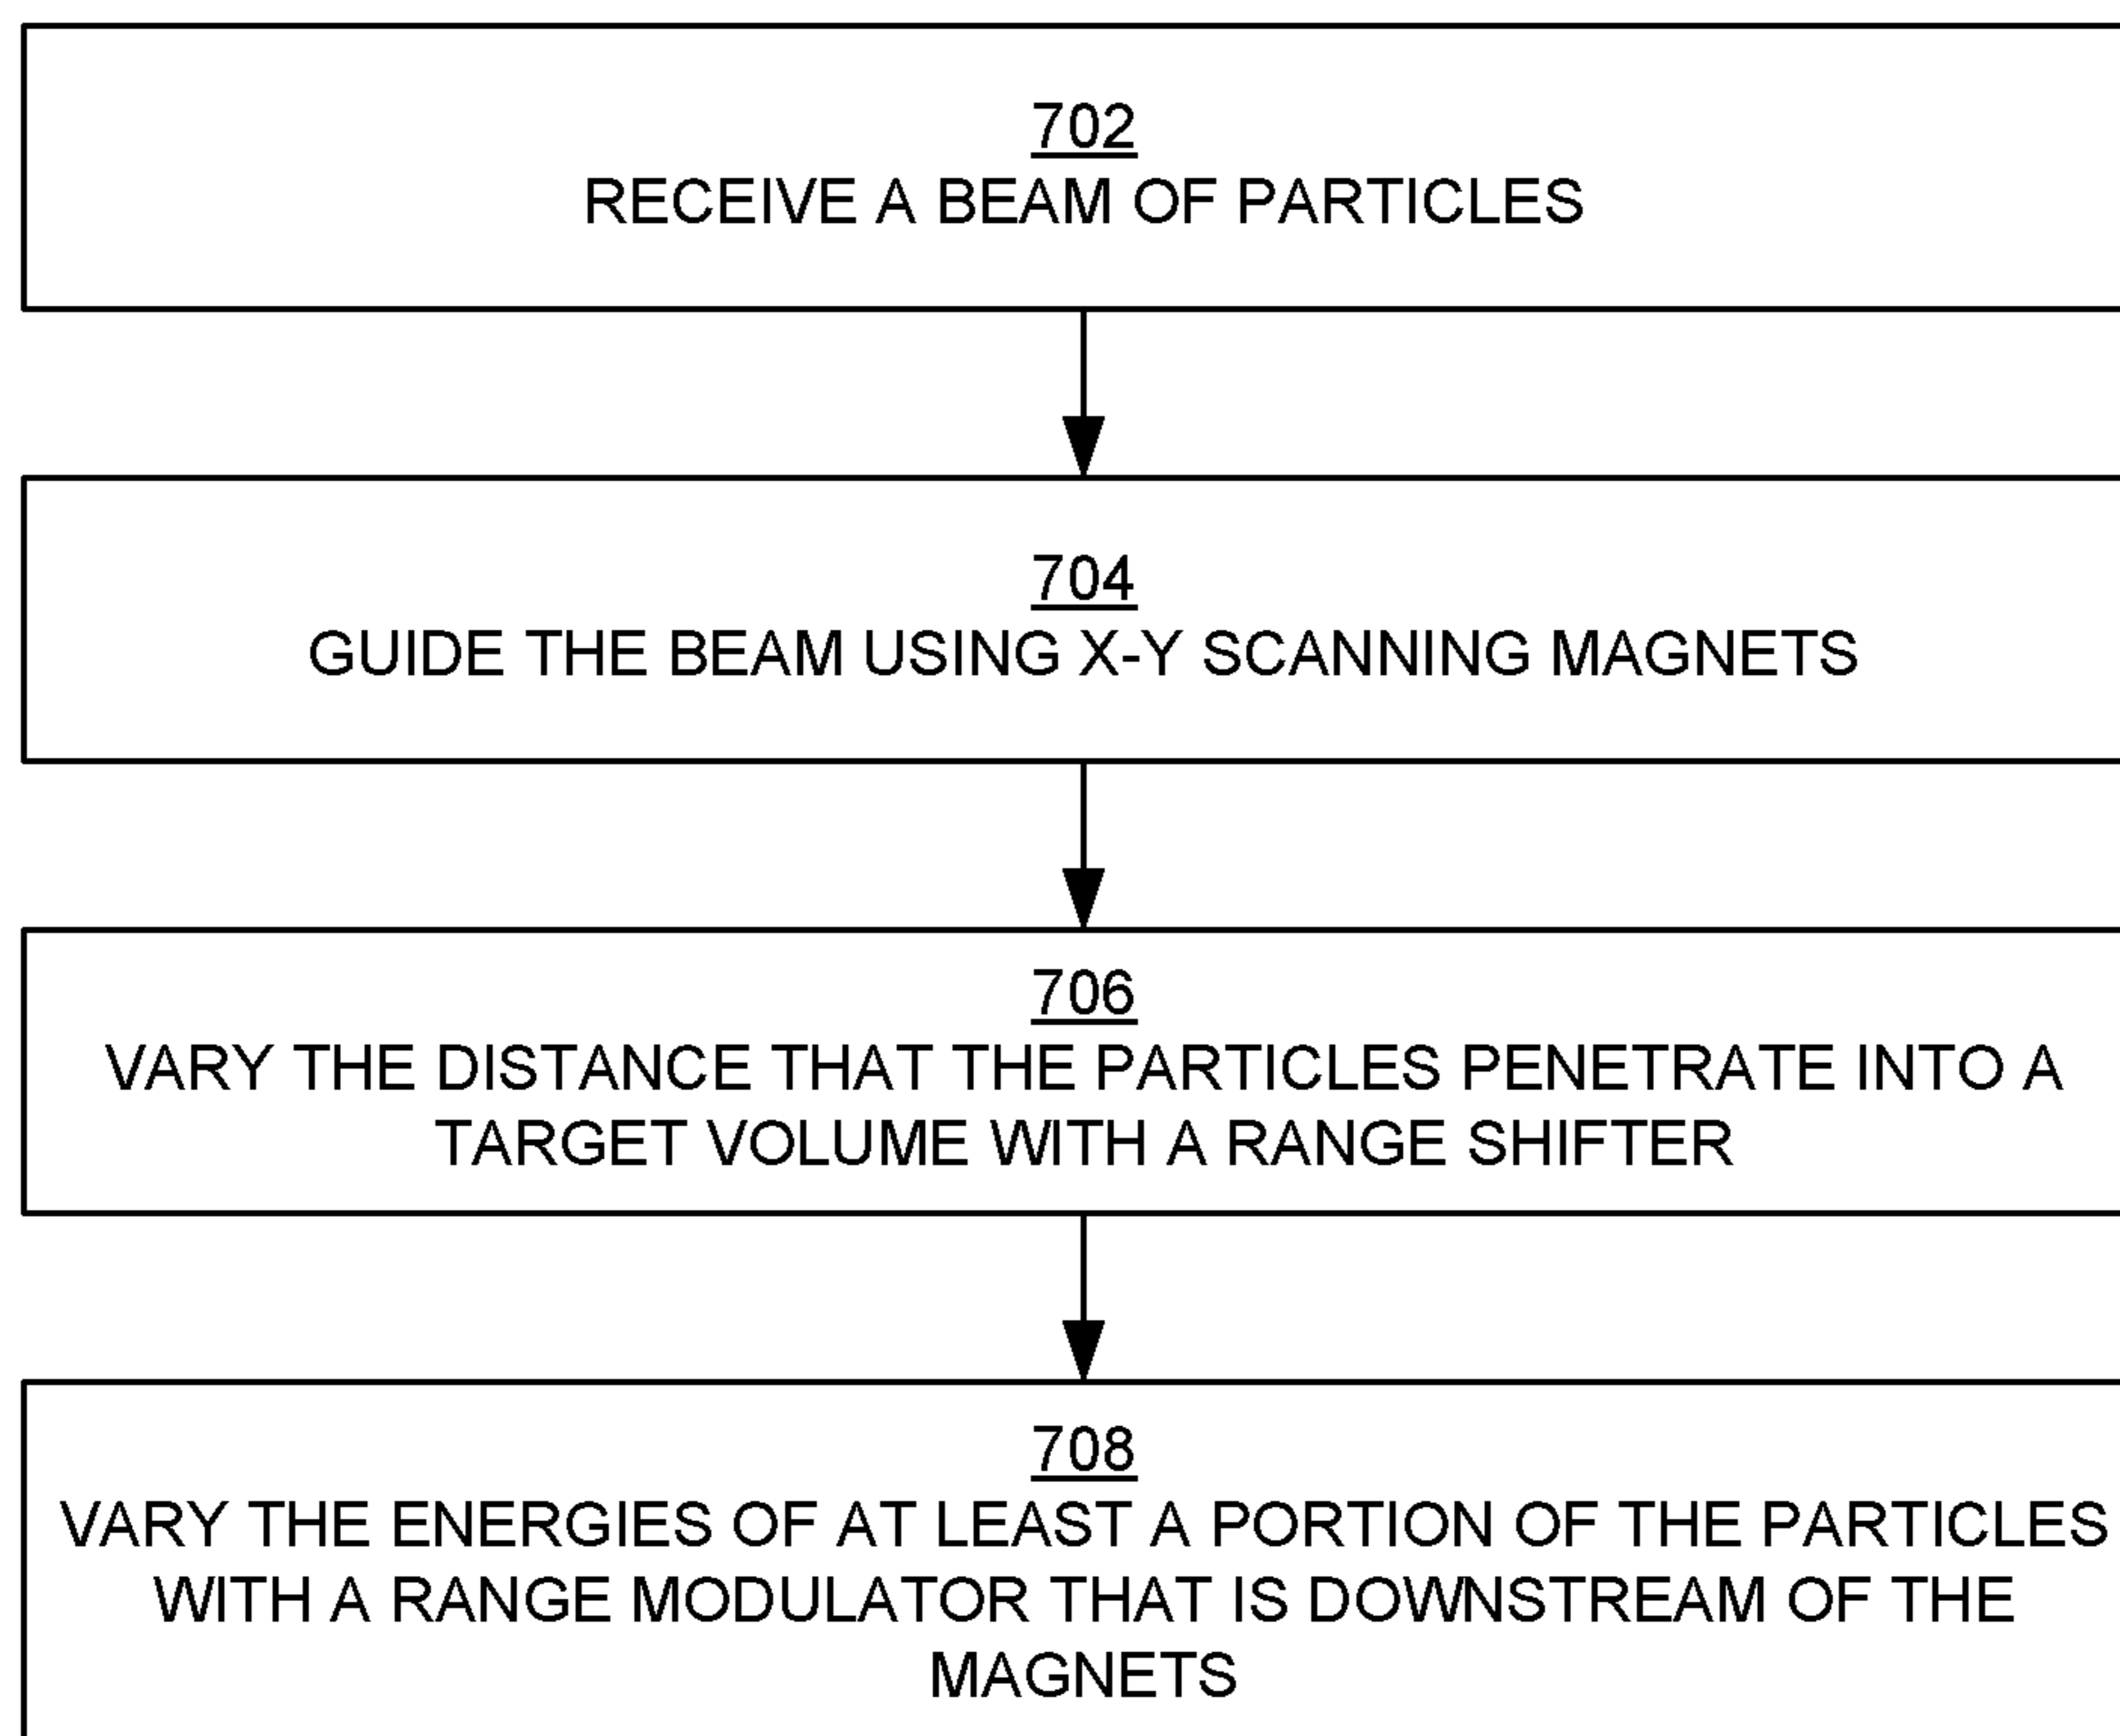 702
RECEIVE A BEAM OF PARTICLES
704
GUIDE THE BEAM USING X-Y SCANNING MAGNETS
706
VARY THE DISTANCE THAT THE PARTICLES PENETRATE INTO A
TARGET VOLUME WITH A RANGE SHIFTER
708
VARY THE ENERGIES OF AT LEAST A PORTION OF THE PARTICLES
WITH A RANGE MODULATOR THAT IS DOWNSTREAM OF THE
MAGNETS